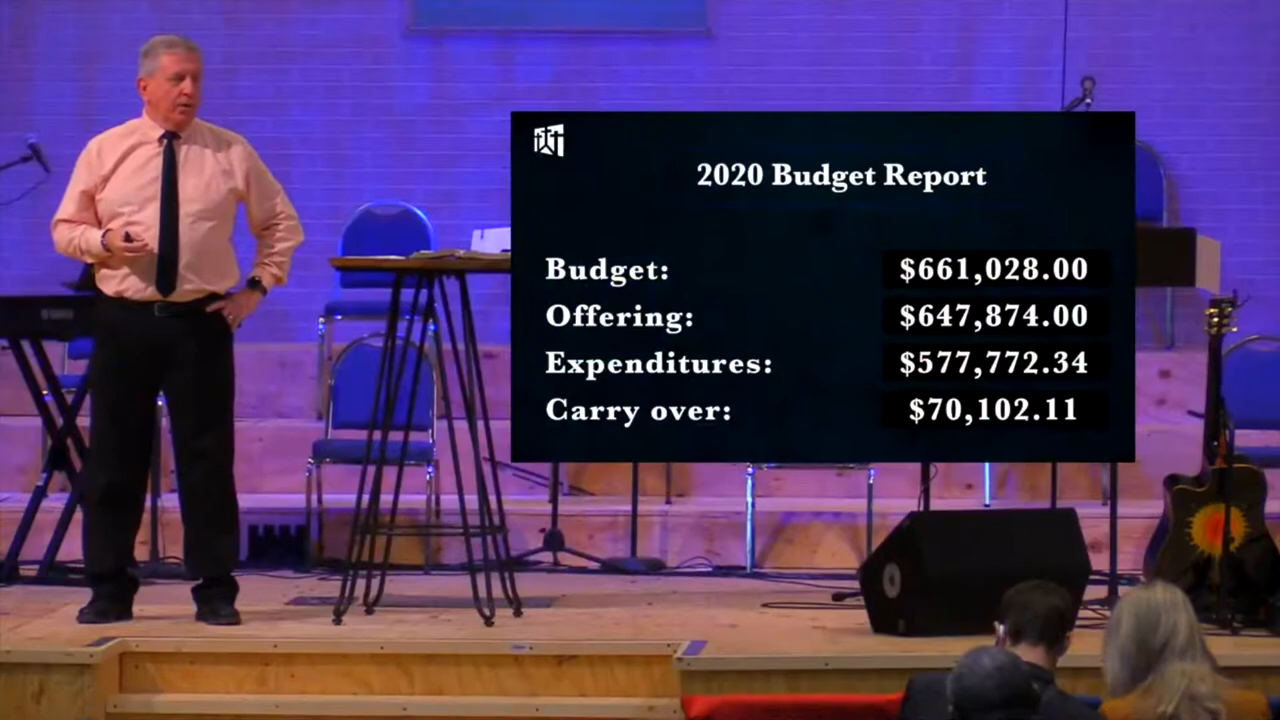 2020 Budget Report
Budget: $661,028.00
Offering: $647,874.00
Expenditures: $577,772.34
Carry over: $70,102.11